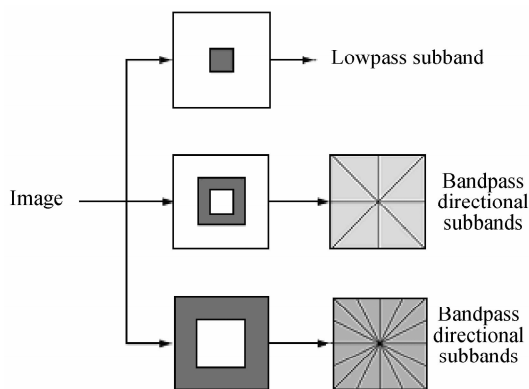 Lowpass subband
Image
Bandpass
directional
subbands
Bandpass
directional
subbands